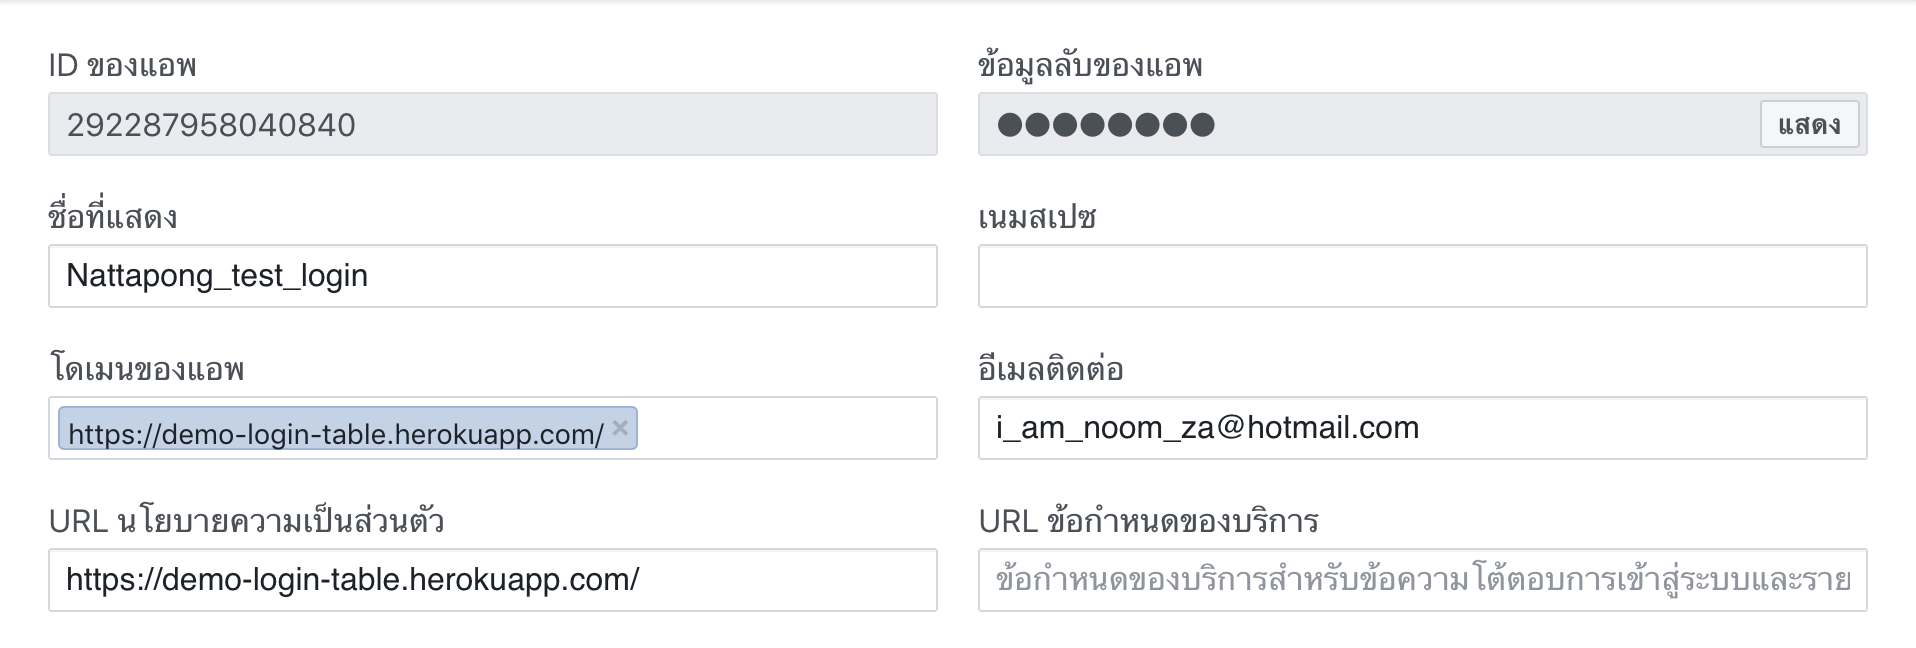 ID ของแอพ
ข้อมูลลับของแอพ
292287958040840
●●●●●●●●
แสดง
ชื่อที่แสดง
เนมสเปซ
Nattapong_test_login
โดเมนของแอพ
อีเมลติดต่อ
https://demo-login-table.herokuapp.com/ ×
i_am_noom_za@hotmail.com
URL นโยบายความเป็นส่วนตัว
URL ข้อกำหนดของบริการ
https://demo-login-table.herokuapp.com/
ข้อกำหนดของบริการสำหรับข้อความโต้ตอบการเข้าสู่ระบบและราย